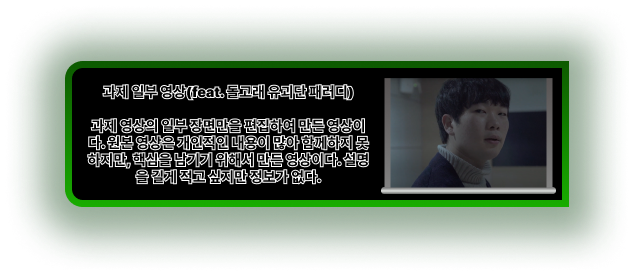 과제 일부 영상(feat. 돌고래 유괴단 패러디)
과제 영상의 일부 장면만을 편집하여 만든 영상이
다. 원본 영상은 개인적인 내용이 많아 함께하지 못
하지만, 핵심을 남기기 위해서 만든 영상이다. 설명
을 길게 적고 싶지만 정보가 없다.